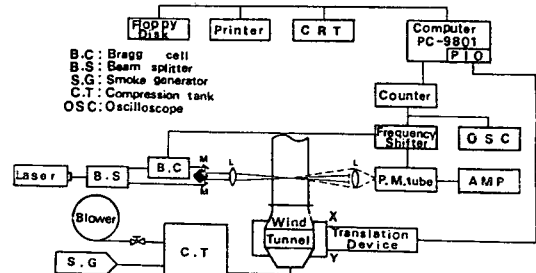 Floppy Disk
Printer
CRT
Computer PC-9801
PIO
B.C : Bragg cell
B.S : Beam splitter
S.G : Smoke generator
C.T : Compression tank
OSC : Oscilloscope
Counter
Frequency Shifter
OSC
Laser
B.S
B.C
M
M
L
L
P.M.tube
AMP
Blower
Wind Tunnel
X
Y
Translation Device
C.T
S.G